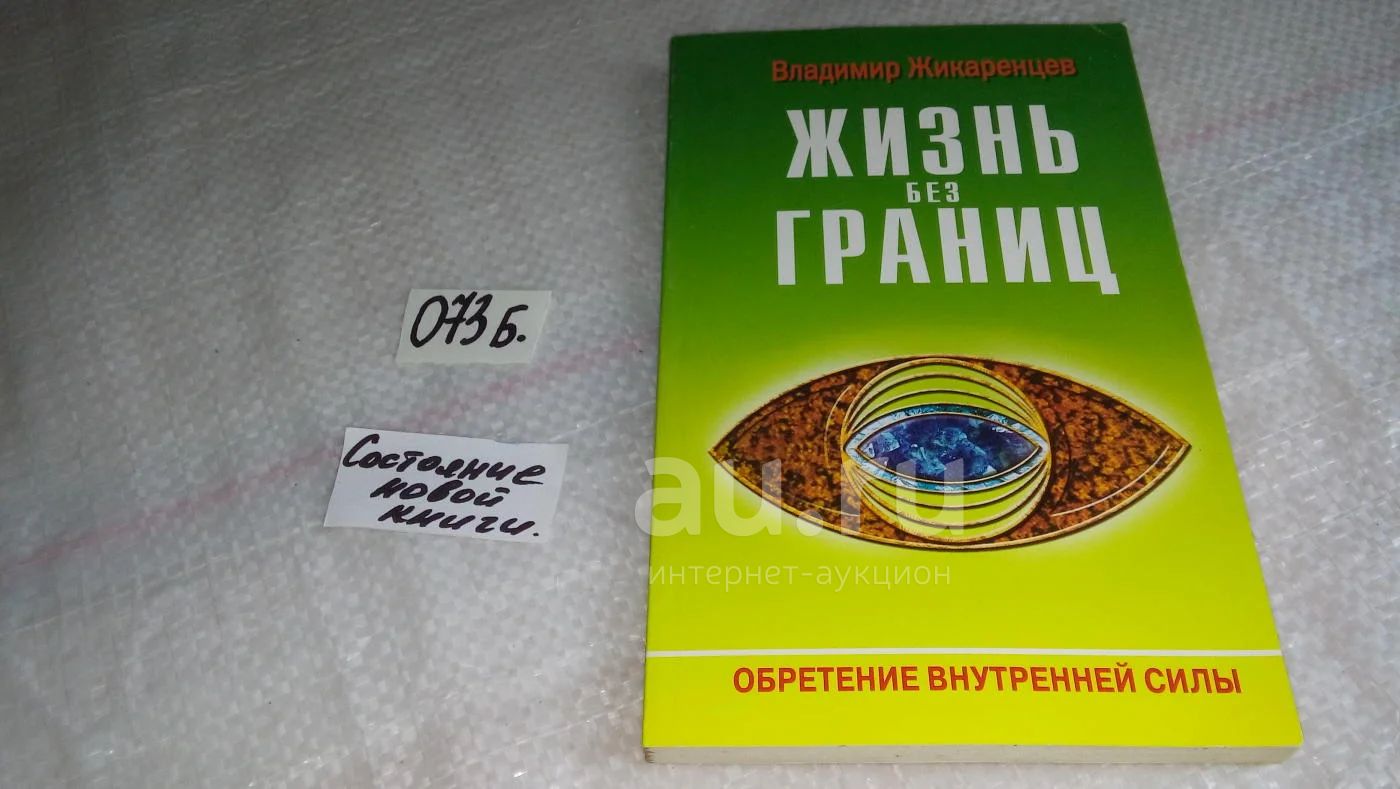 Владимир Жикаренцев
ЖИЗНЬ
БЕЗ
ГРАНИЦ
073Б.
Состояние
новой
книги.
au.ru
интернет-аукцион
ОБРЕТЕНИЕ ВНУТРЕННЕЙ СИЛЫ